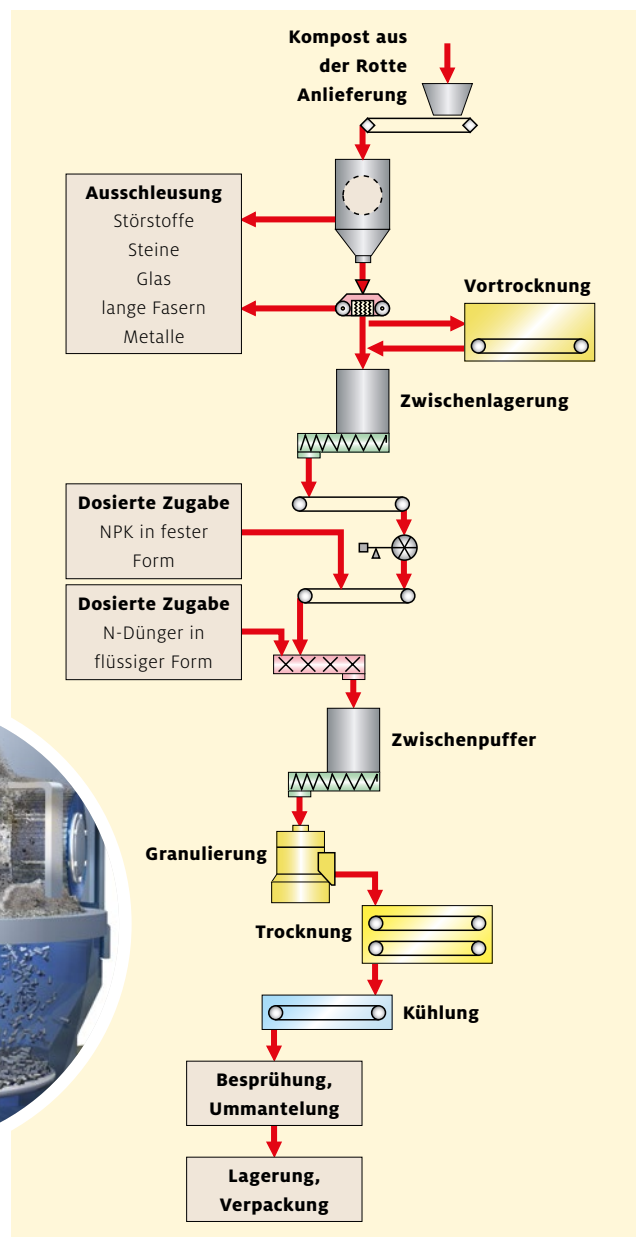 Kompost aus
der Rotte
Anlieferung
Ausschleusung
Störstoffe
Steine
Glas
lange Fasern
Metalle
Vortrocknung
Zwischenlagerung
Dosierte Zugabe
NPK in fester
Form
Dosierte Zugabe
N-Dünger in
flüssiger Form
Zwischenpuffer
Granulierung
Trocknung
Kühlung
Besprühung,
Ummantelung
Lagerung,
Verpackung